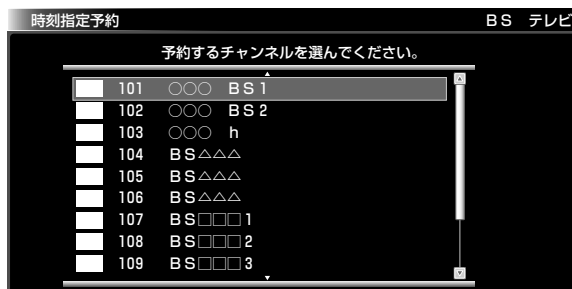 時刻指定予約 BS テレビ
予約するチャンネルを選んでください。
101 ○○○ BS1
102 ○○○ BS2
103 ○○○ h
104 BS△△△
105 BS△△△
106 BS△△△
107 BS□□□1
108 BS□□□2
109 BS□□□3